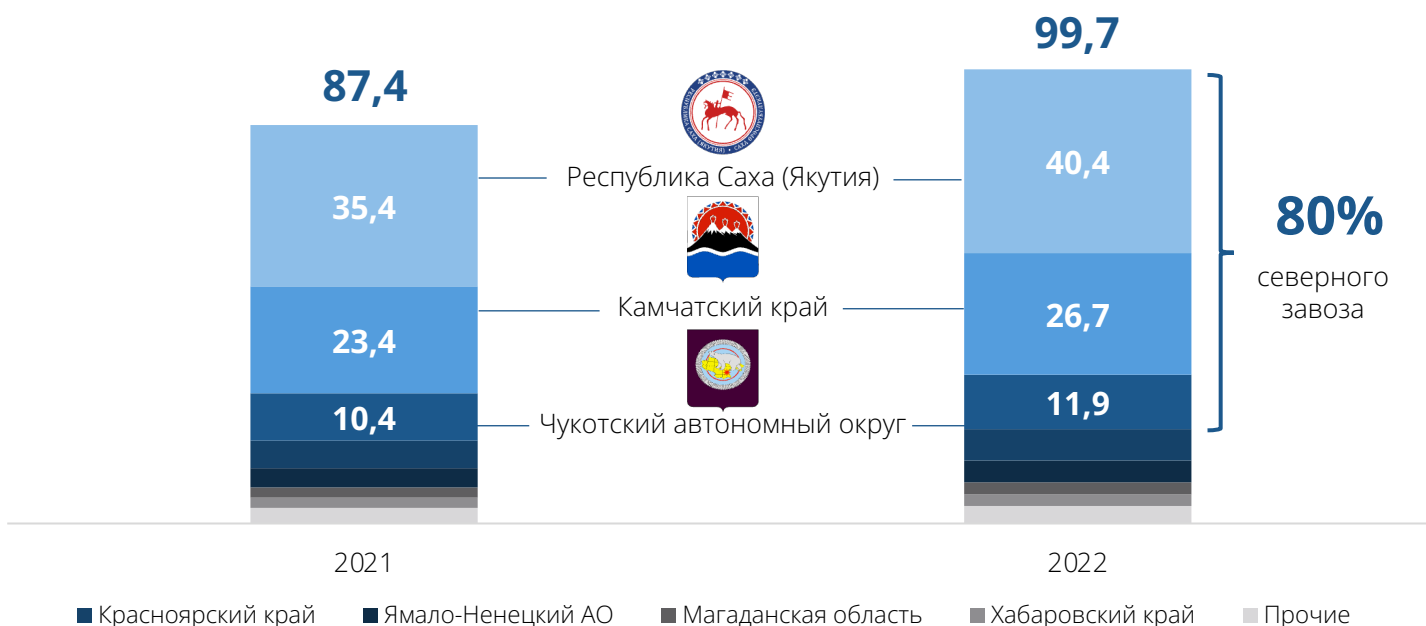 99,7
87,4
Республика Саха (Якутия)
35,4
40,4
80%
северного
завоза
Камчатский край
23,4
26,7
Чукотский автономный округ
10,4
11,9
2021
2022
Красноярский край
Ямало-Ненецкий АО
Магаданская область
Хабаровский край
Прочие